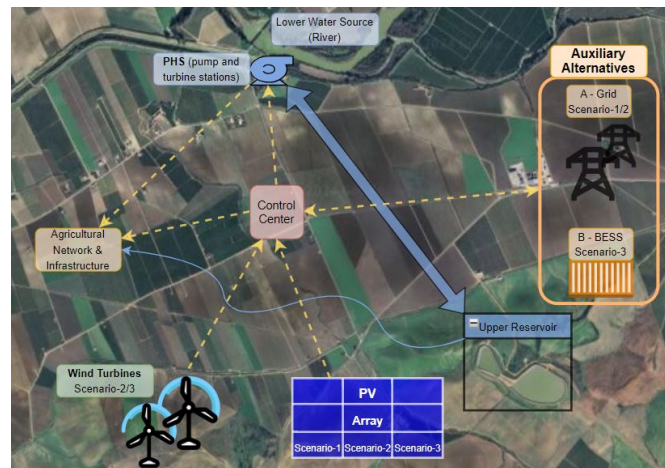 Lower Water Source
(River)
PHS (pump and
turbine stations)
Auxiliary
Alternatives
A - Grid
Scenario-1/2
Control
Center
Agricultural
Network &
Infrastructure
B - BESS
Scenario-3
Upper Reservoir
Wind Turbines
Scenario-2/3
PV
Array
Scenario-1 Scenario-2 Scenario-3